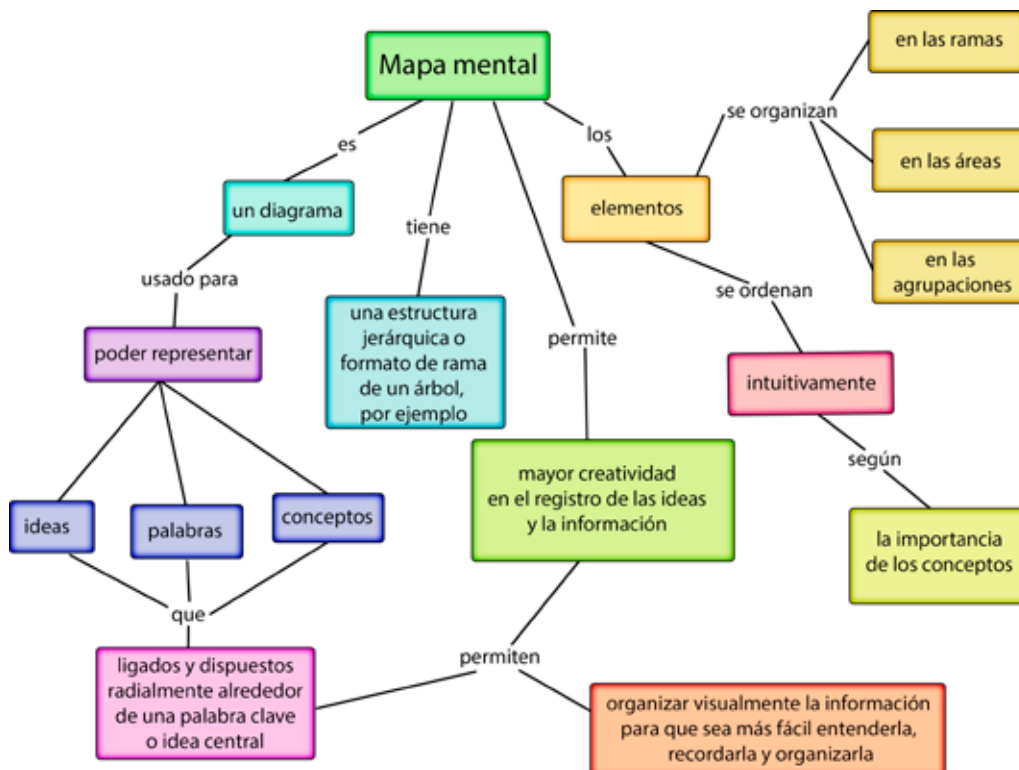 Mapa mental
es
un diagrama
usado para
poder representar
ideas
palabras
conceptos
que
ligados y dispuestos
radialmente alrededor
de una palabra clave
o idea central
tiene
una estructura
jerárquica o
formato de rama
de un árbol,
por ejemplo
permite
mayor creatividad
en el registro de las ideas
y la información
permiten
organizar visualmente la información
para que sea más fácil entenderla,
recordarla y organizarla
los
elementos
se organizan
en las ramas
en las áreas
en las
agrupaciones
se ordenan
intuitivamente
según
la importancia
de los conceptos